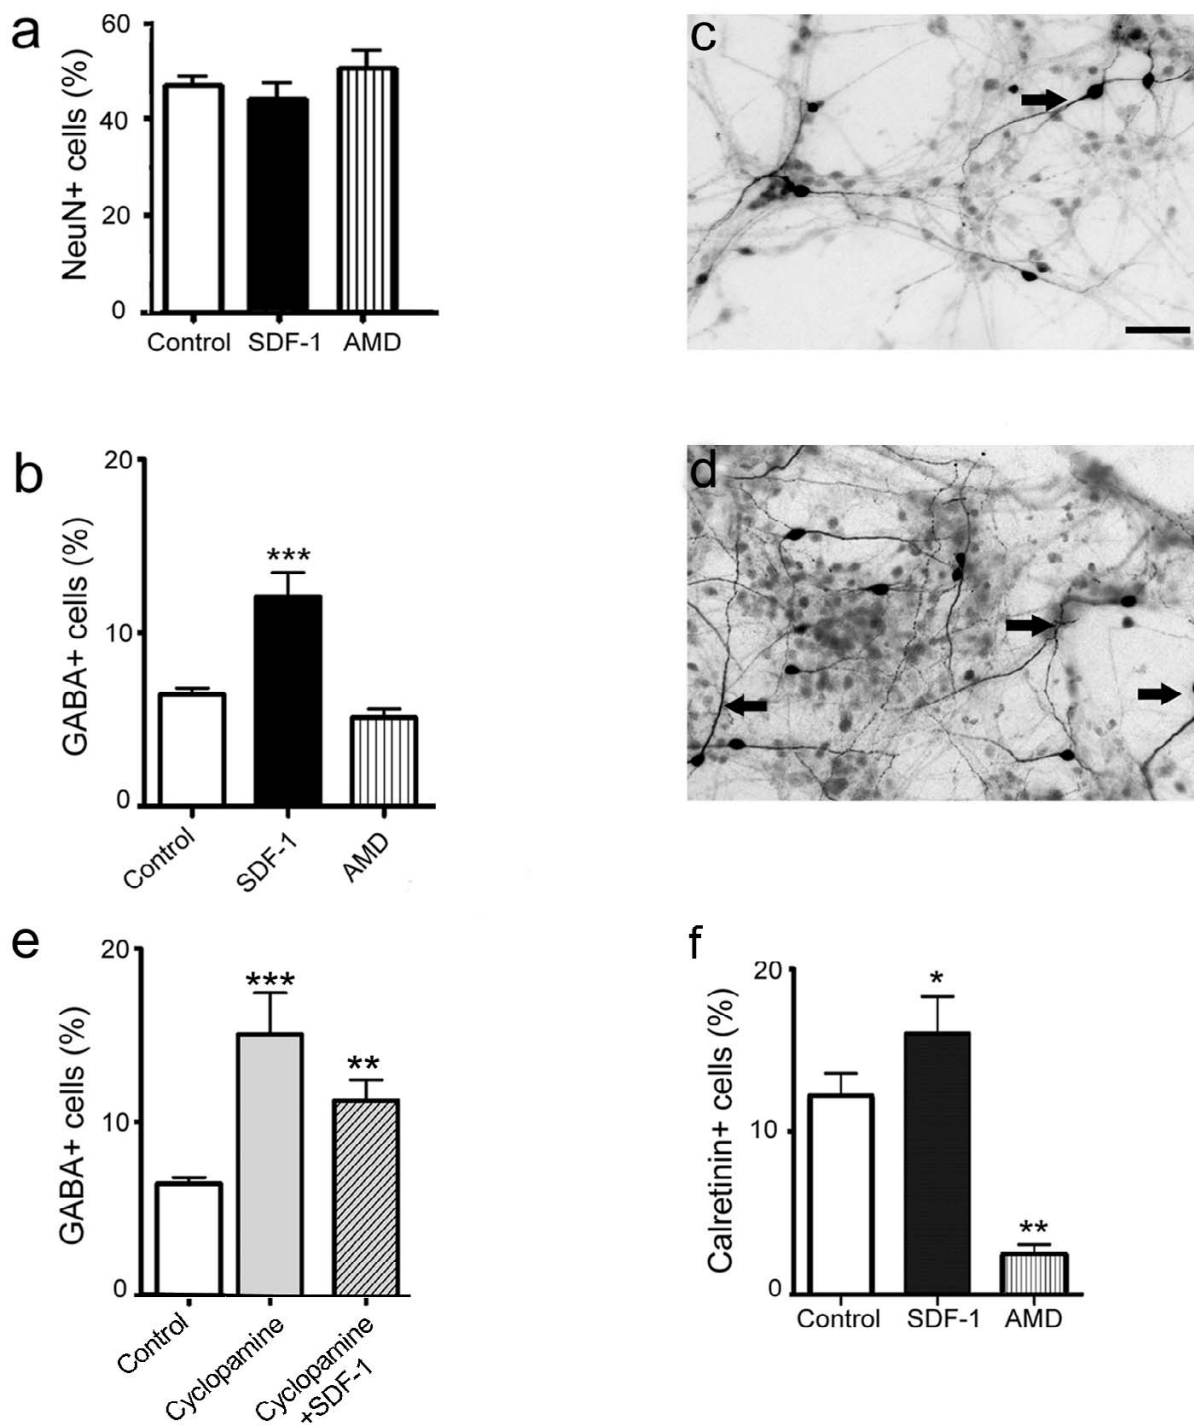 a
60
40
20
0
NeuN+ cells (%)
Control SDF-1 AMD
c
b
20
10
0
GABA+ cells (%)
***
Control
SDF-1
AMD
d
e
20
10
0
GABA+ cells (%)
***
**
Control
Cyclopamine
Cyclopamine
+SDF-1
f
20
10
0
Calretinin+ cells (%)
*
**
Control SDF-1 AMD